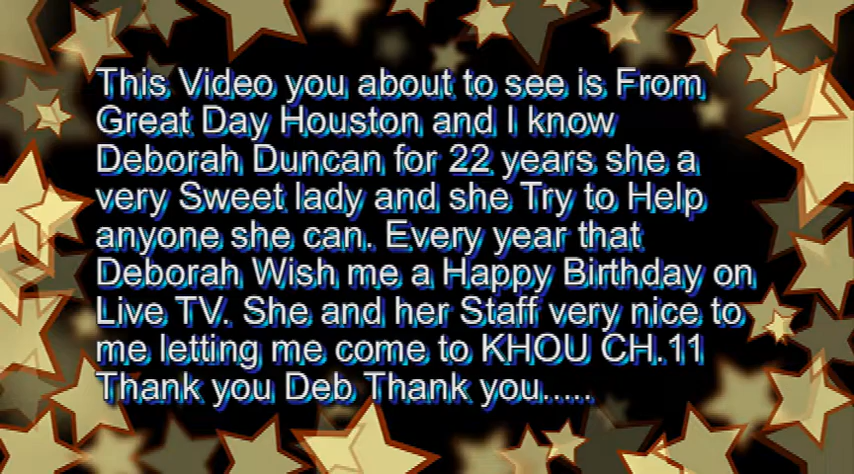 This Video you about to see is From
Great Day Houston and I know
Deborah Duncan for 22 years she a
very Sweet lady and she Try to Help
anyone she can. Every year that
Deborah Wish me a Happy Birthday on
Live TV. She and her Staff very nice to
me letting me come to KHOU CH.11
Thank you Deb Thank you.....